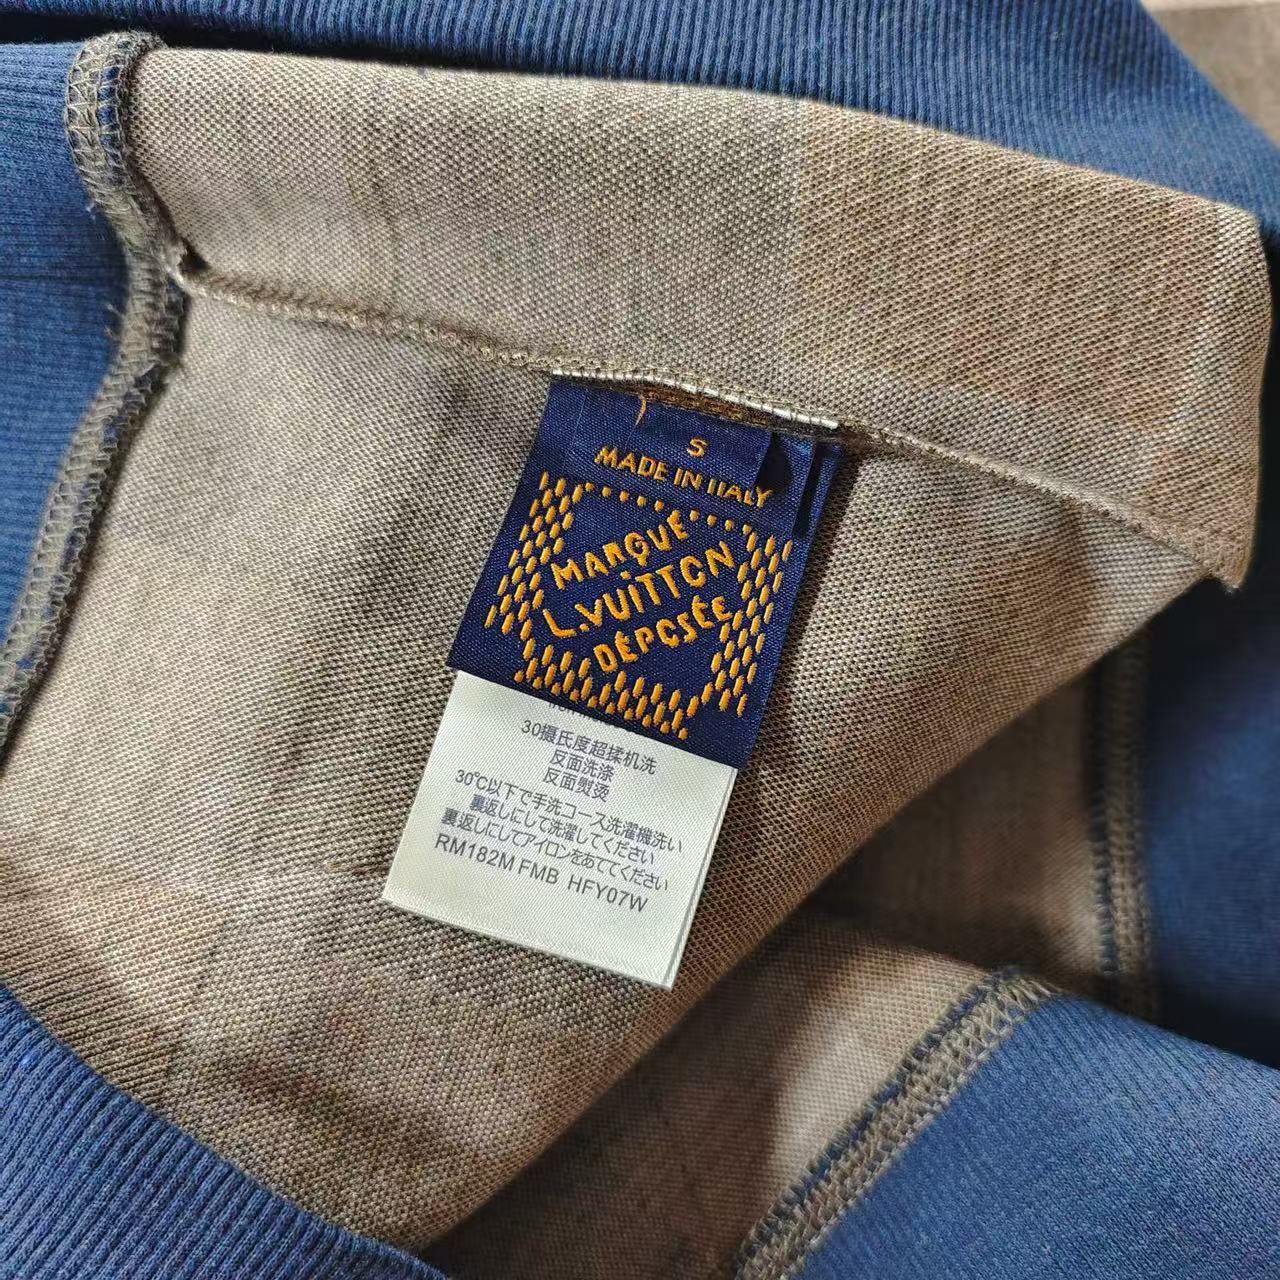 S
MADE IN ITALY
MARQUE
L.VUITTON
DÉPOSÉE
30摄氏度超揉机洗
反面洗涤
反面熨烫
30℃以下で手洗コース洗濯機洗い
裏返しにして洗濯してください
裏返しにしてアイロンをあててください
RM182M FMB HFY07W